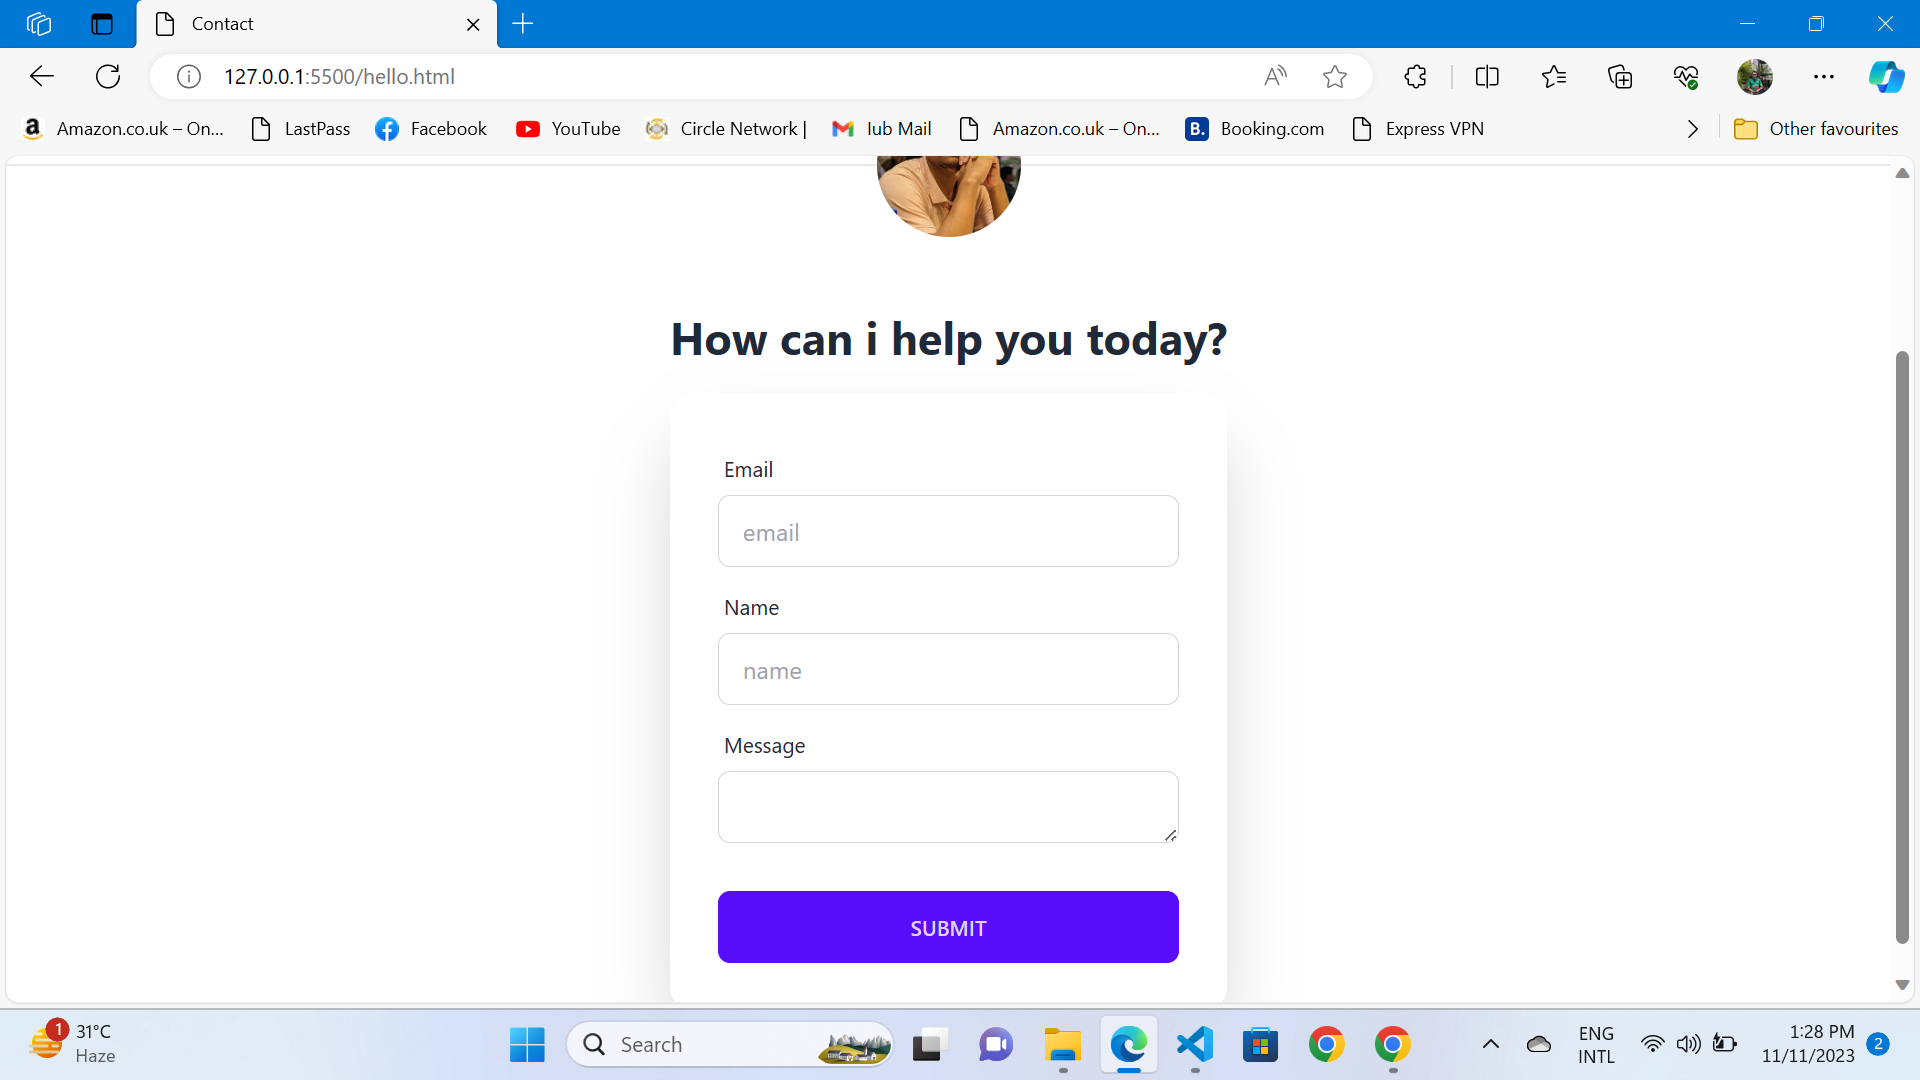 Contact
127.0.0.1:5500/hello.html
Amazon.co.uk – On... LastPass Facebook YouTube Circle Network | Iub Mail Amazon.co.uk – On... B. Booking.com Express VPN Other favourites
How can i help you today?
Email
email
Name
name
Message
SUBMIT
1 31°C
Haze
Search
ENG
INTL
1:28 PM
11/11/2023
2